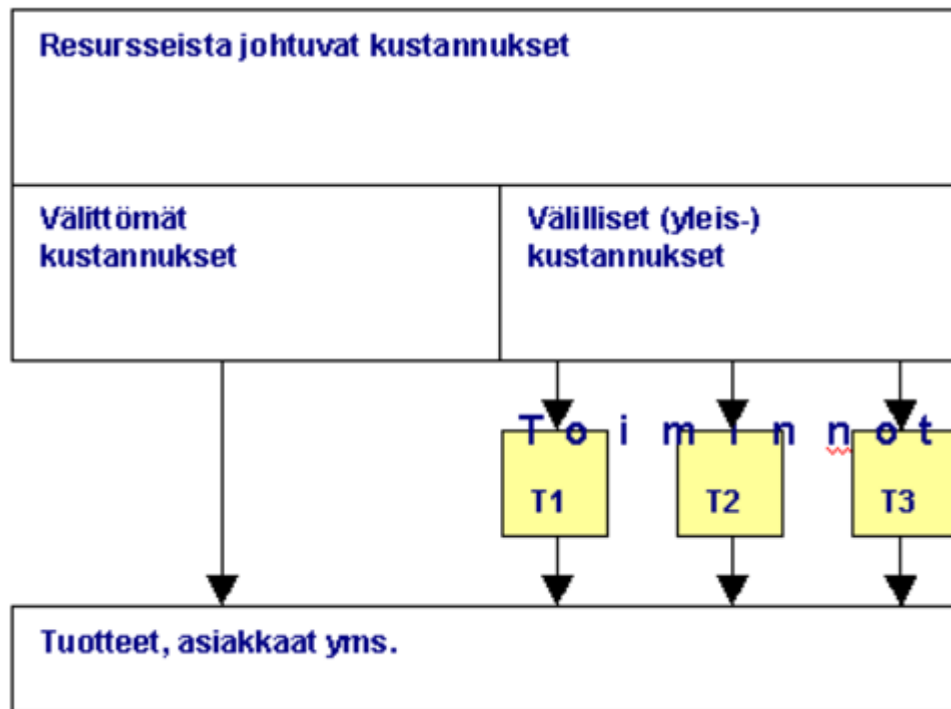 Resursseista johtuvat kustannukset
Välittömät
kustannukset
Välilliset (yleis-)
kustannukset
T o i m i n n o t
T1
T2
T3
Tuotteet, asiakkaat yms.